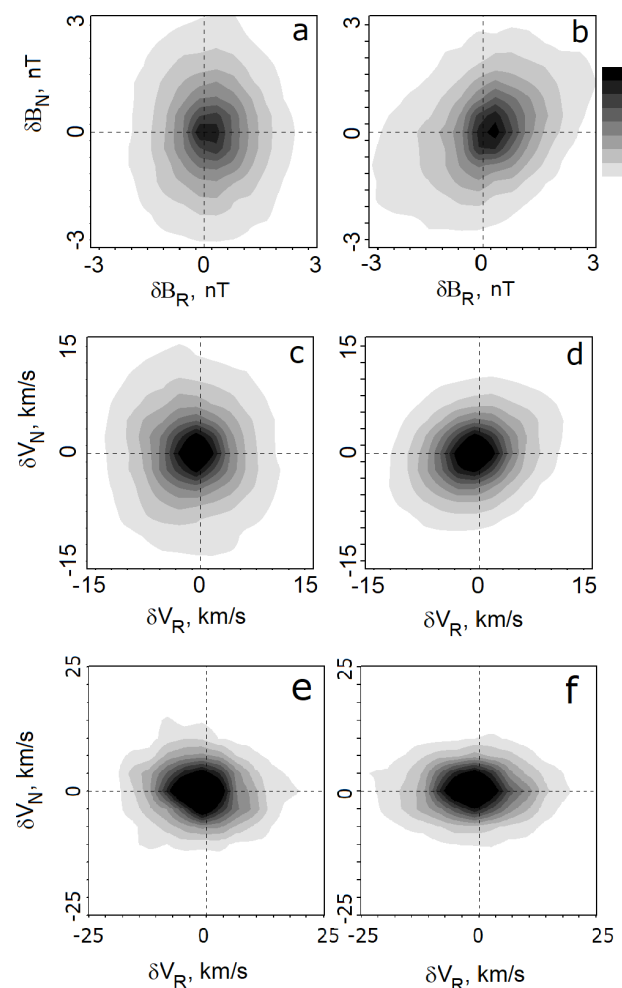 a
b
δB_N, nT
3
0
-3
3
0
-3
-3
0
3
-3
0
3
δB_R, nT
δB_R, nT
c
d
δV_N, km/s
15
0
-15
15
0
-15
-15
0
15
-15
0
15
δV_R, km/s
δV_R, km/s
e
f
δV_N, km/s
25
0
-25
25
0
-25
-25
0
25
-25
0
25
δV_R, km/s
δV_R, km/s